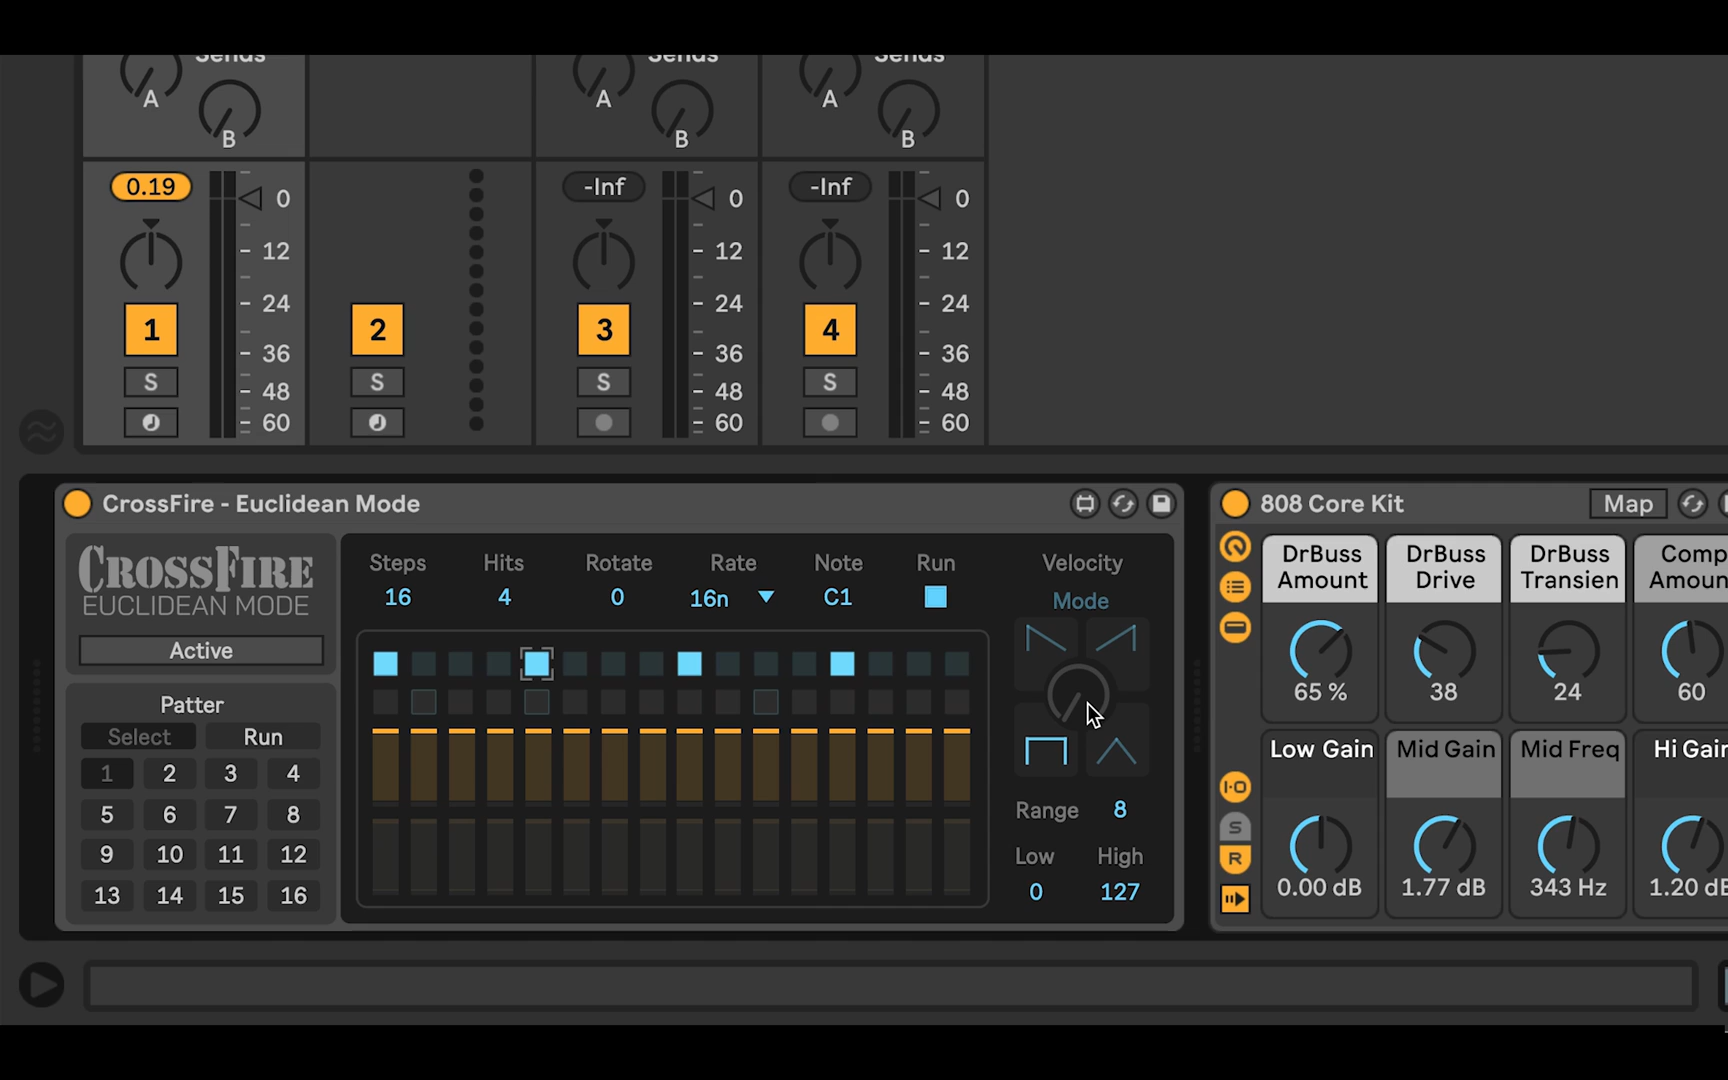 Sends Sends Sends
A A A
B B B
0.19 -Inf -Inf
0 0 0
12 12 12
24 24 24
1 2 3 4
36 36 36
S S S S
48 48 48
60 60 60
CrossFire - Euclidean Mode
808 Core Kit Map
CROSSFIRE
EUCLIDEAN MODE
Active
Patter
Select Run
1 2 3 4
5 6 7 8
9 10 11 12
13 14 15 16
Steps Hits Rotate Rate Note Run
16 4 0 16n C1
Velocity
Mode
Range 8
Low High
0 127
DrBuss Amount
DrBuss Drive
DrBuss Transien
Comp Amoun
65 % 38 24 60
Low Gain Mid Gain Mid Freq Hi Gain
I-O
S
R
0.00 dB 1.77 dB 343 Hz 1.20 dB